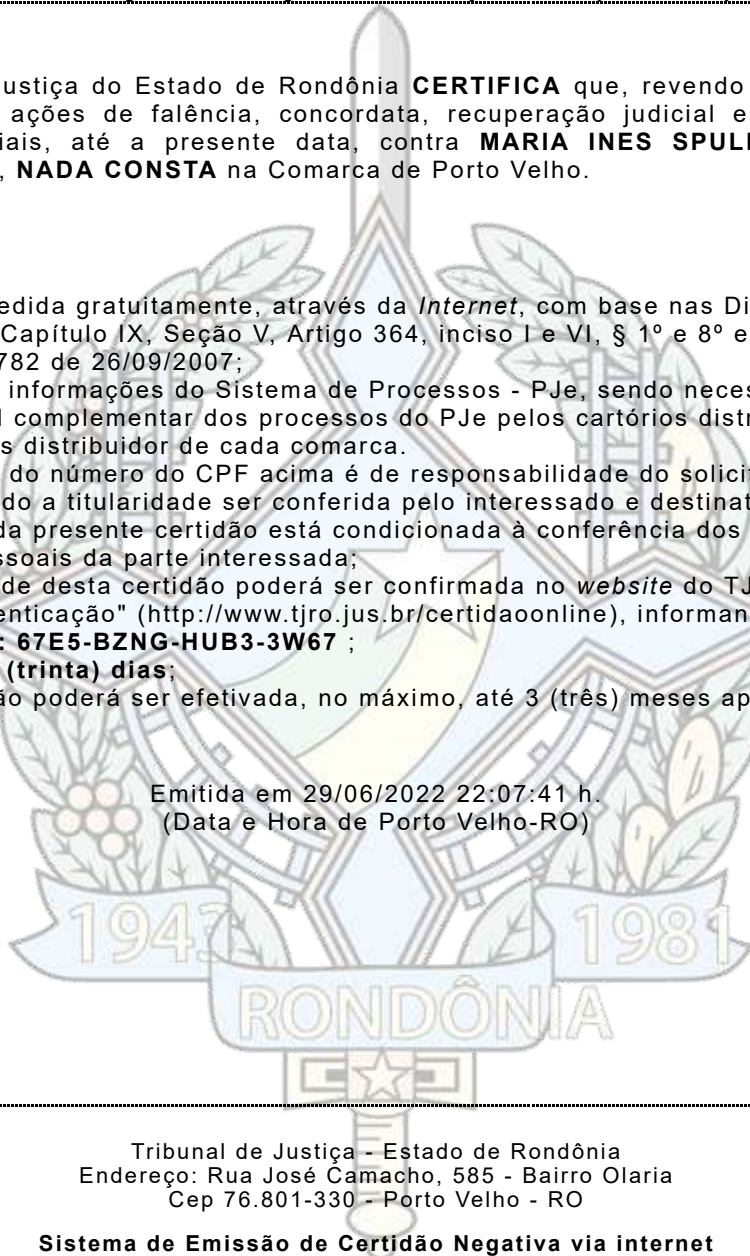 ustiça do Estado de Rondônia CERTIFICA que, revendo
ações de falência, concordata, recuperação judicial e
iais, até a presente data, contra MARIA INES SPULI
, NADA CONSTA na Comarca de Porto Velho.
edida gratuitamente, através da Internet, com base nas Di
Capítulo IX, Seção V, Artigo 364, inciso I e VI, § 1º e 8º e
782 de 26/09/2007;
informações do Sistema de Processos - PJe, sendo neces
l complementar dos processos do PJe pelos cartórios distr
s distribuidor de cada comarca.
do número do CPF acima é de responsabilidade do solicit
do a titularidade ser conferida pelo interessado e destinat
da presente certidão está condicionada à conferência dos
ssoais da parte interessada;
de desta certidão poderá ser confirmada no website do TJ
enticação" (http://www.tjro.jus.br/certidaoonline), informan
: 67E5-BZNG-HUB3-3W67 ;
(trinta) dias;
ão poderá ser efetivada, no máximo, até 3 (três) meses ap
Emitida em 29/06/2022 22:07:41 h.
(Data e Hora de Porto Velho-RO)
1943 1981
RONDÔNIA
Tribunal de Justiça - Estado de Rondônia
Endereço: Rua José Camacho, 585 - Bairro Olaria
Cep 76.801-330 - Porto Velho - RO
Sistema de Emissão de Certidão Negativa via internet